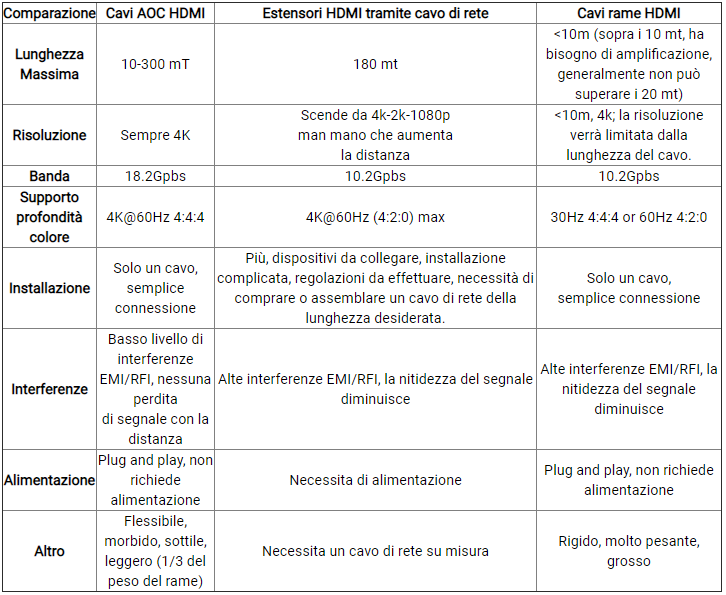 Comparazione Cavi AOC HDMI Estensori HDMI tramite cavo di rete Cavi rame HDMI
Lunghezza
Massima
10-300 mT
180 mt
<10m (sopra i 10 mt, ha
bisogno di amplificazione,
generalmente non può
superare i 20 mt)
Risoluzione
Sempre 4K
Scende da 4k-2k-1080p
man mano che aumenta
la distanza
<10m, 4k; la risoluzione
verrà limitata dalla
lunghezza del cavo.
Banda 18.2Gpbs 10.2Gpbs 10.2Gpbs
Supporto
profondità
colore
4K@60Hz 4:4:4
4K@60Hz (4:2:0) max
30Hz 4:4:4 or 60Hz 4:2:0
Installazione
Solo un cavo,
semplice
connessione
Più, dispositivi da collegare, installazione
complicata, regolazioni da effettuare, necessità di
comprare o assemblare un cavo di rete della
lunghezza desiderata.
Solo un cavo,
semplice connessione
Interferenze
Basso livello di
interferenze
EMI/RFI, nessuna
perdita
di segnale con la
distanza
Alte interferenze EMI/RFI, la nitidezza del segnale
diminuisce
Alte interferenze EMI/RFI, la
nitidezza del segnale
diminuisce
Alimentazione
Plug and play, non
richiede
alimentazione
Necessita di alimentazione
Plug and play, non richiede
alimentazione
Altro
Flessibile,
morbido, sottile,
leggero (1/3 del
peso del rame)
Necessita un cavo di rete su misura
Rigido, molto pesante,
grosso